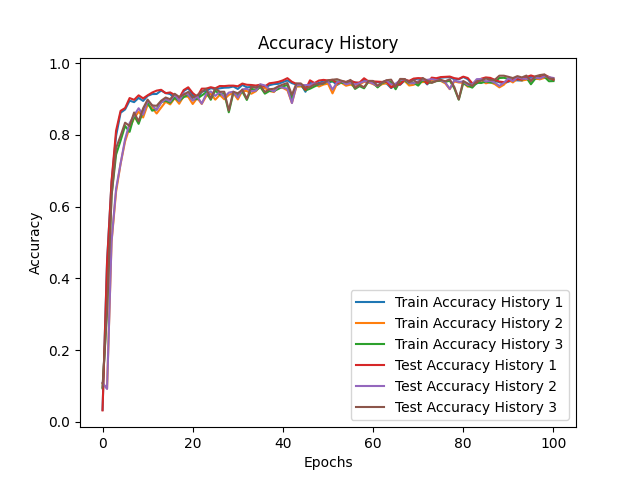 Accuracy History
1.0
0.8
0.6
0.4
0.2
0.0
Accuracy
Train Accuracy History 1
Train Accuracy History 2
Train Accuracy History 3
Test Accuracy History 1
Test Accuracy History 2
Test Accuracy History 3
0 20 40 60 80 100
Epochs